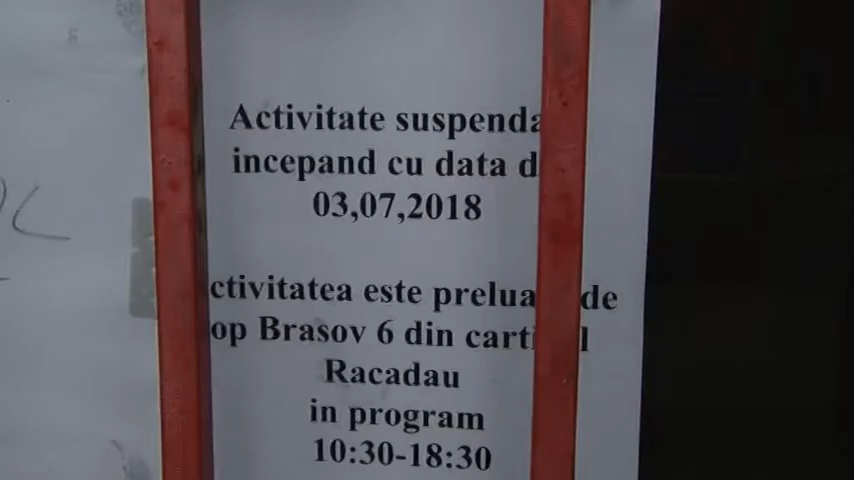 Activitate suspenda
incepand cu data d
03,07,2018
ctivitatea este prelua de
op Brasov 6 din carti l
Racadau
in program
10:30-18:30